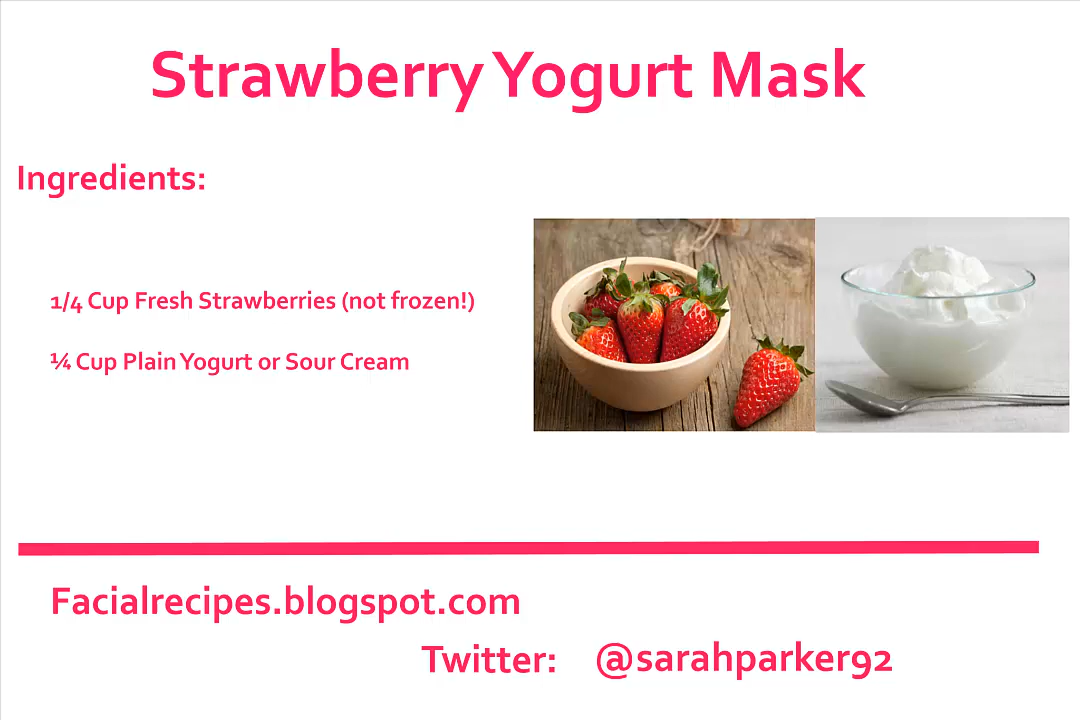 Strawberry Yogurt Mask
Ingredients:
1/4 Cup Fresh Strawberries (not frozen!)
¼ Cup Plain Yogurt or Sour Cream
Facialrecipes.blogspot.com
Twitter: @sarahparker92